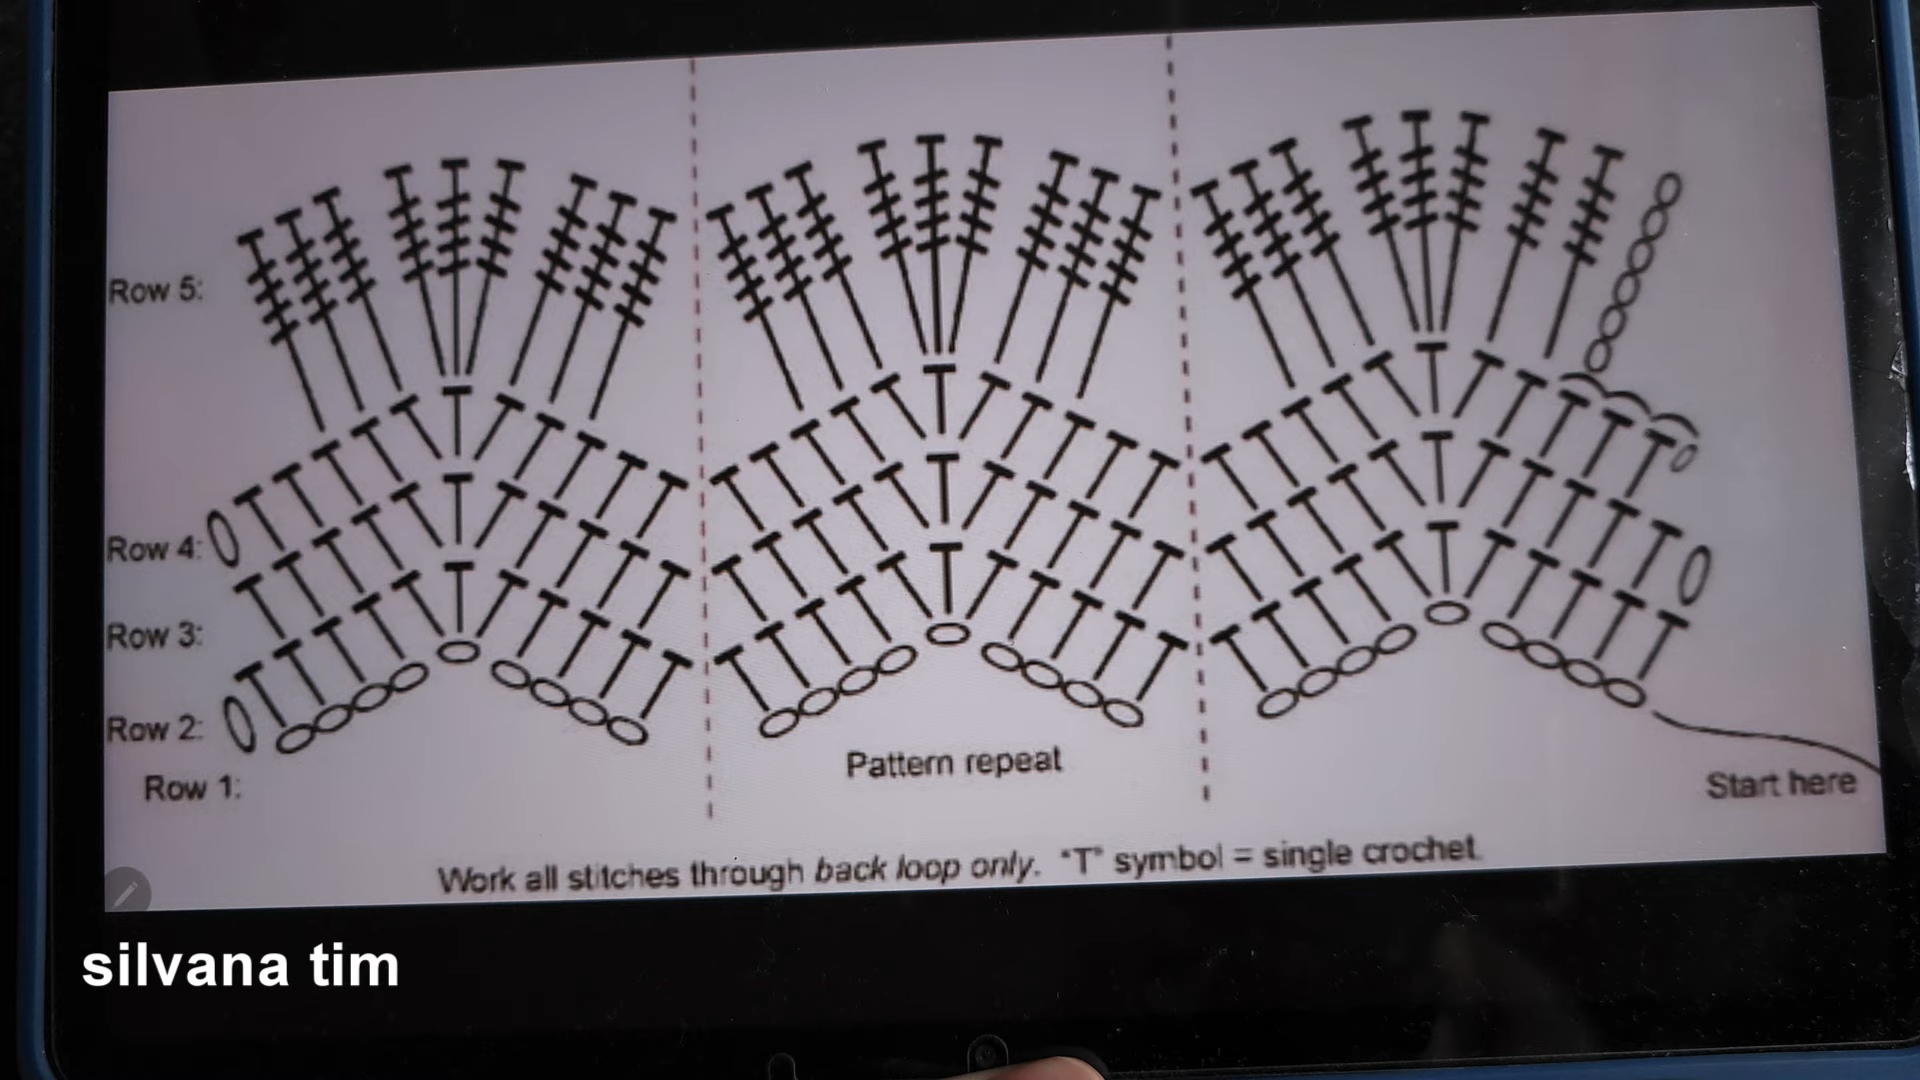 Row 5:
Row 4:
Row 3:
Row 2:
Row 1:
Pattern repeat
Start here
Work all stitches through back loop only. "T" symbol = single crochet.
silvana tim